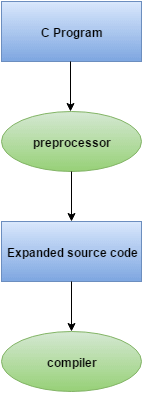 C Program
preprocessor
Expanded source code
compiler